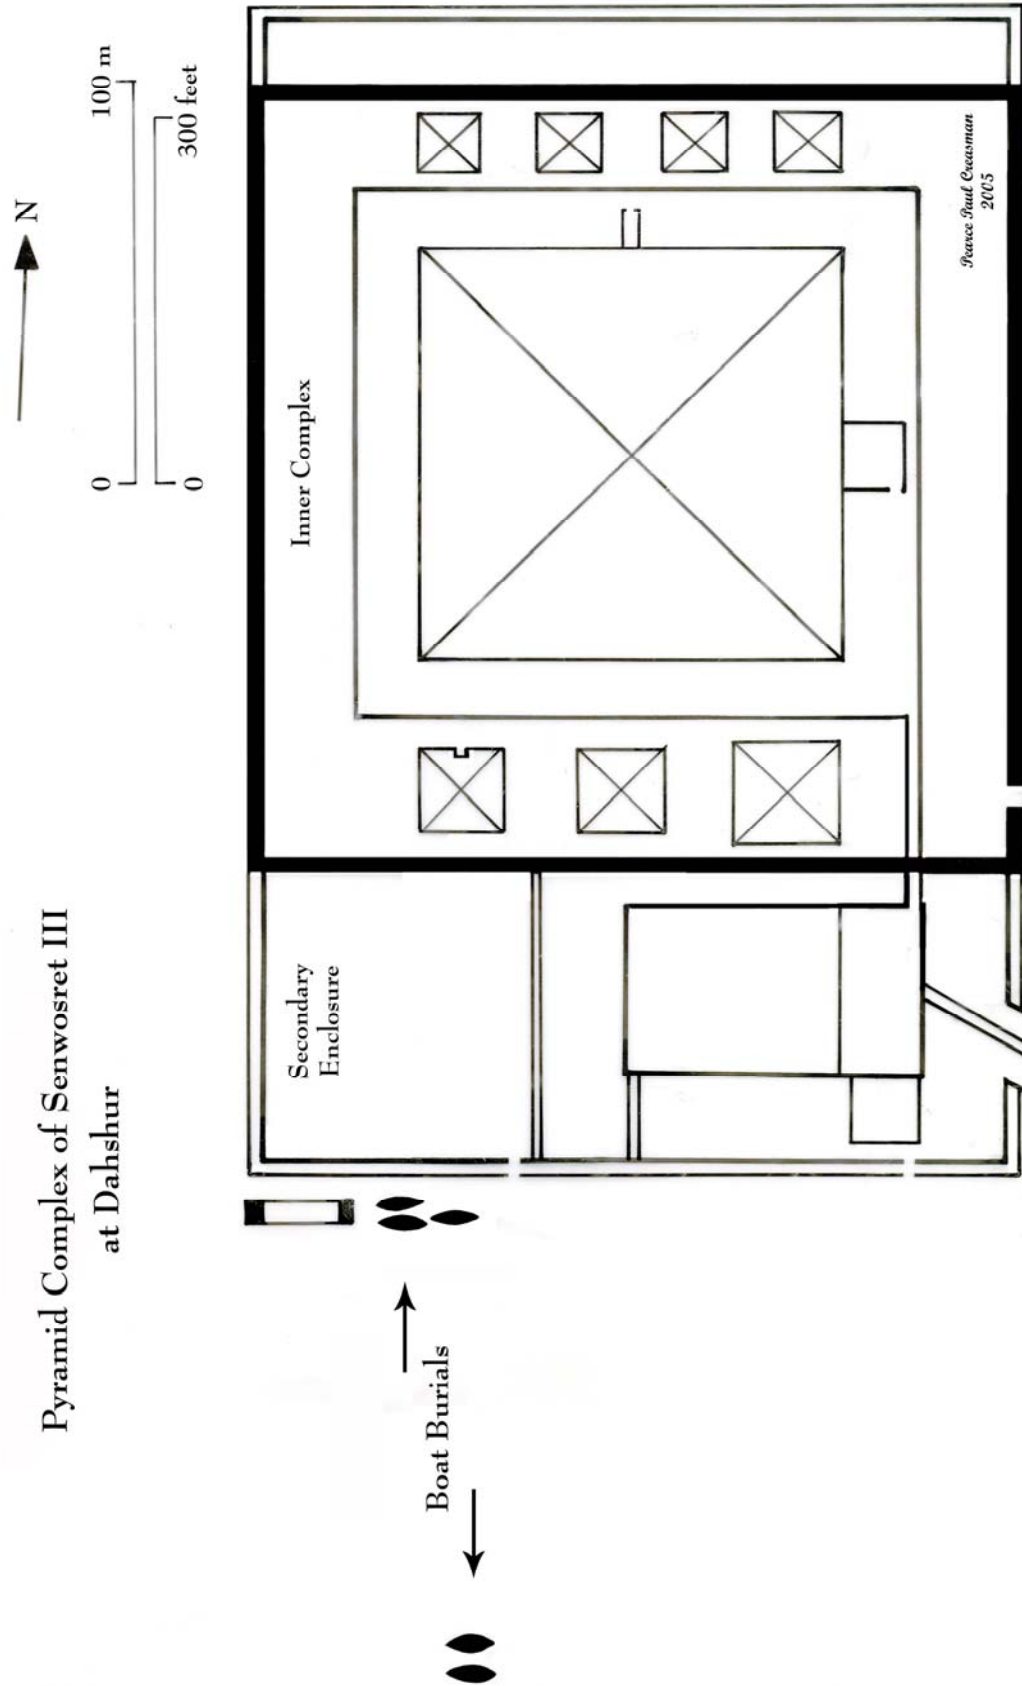 Pyramid Complex of Senwosret III
at Dahshur
N
0
100 m
0
300 feet
Inner Complex
Secondary
Enclosure
Boat Burials
Pearce Paul Creasman
2005